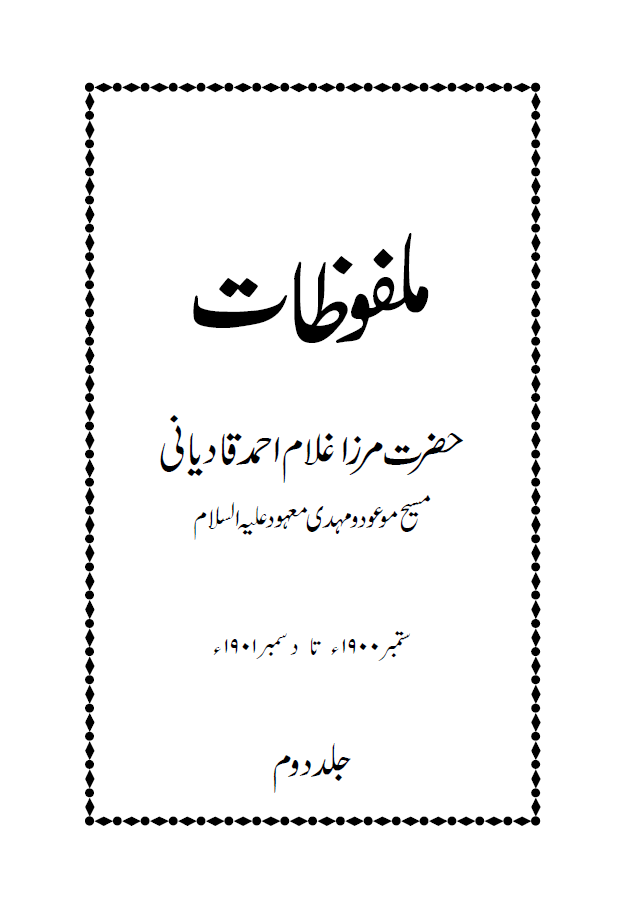 ملفوظات
حضرت مرزا غلام احمد قادیانی
مسیح موعود و مہدی معہود علیہ السلام
ستمبر ۱۹۰۰ء تا دسمبر ۱۹۰۱ء
جلد دوم